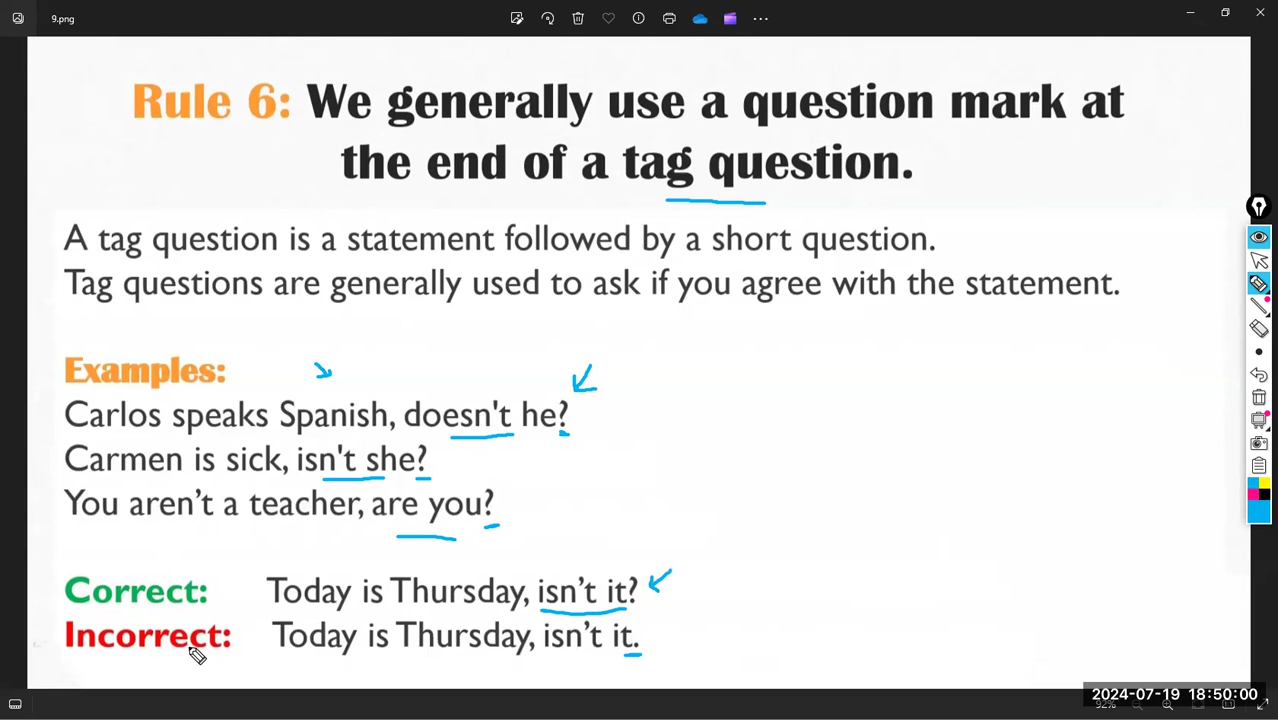 9.png
Rule 6: We generally use a question mark at
the end of a tag question.
A tag question is a statement followed by a short question.
Tag questions are generally used to ask if you agree with the statement.
Examples:
Carlos speaks Spanish, doesn't he?
Carmen is sick, isn't she?
You aren’t a teacher, are you?
Correct: Today is Thursday, isn’t it?
Incorrect: Today is Thursday, isn’t it.
2024-07-19 18:50:00
92%